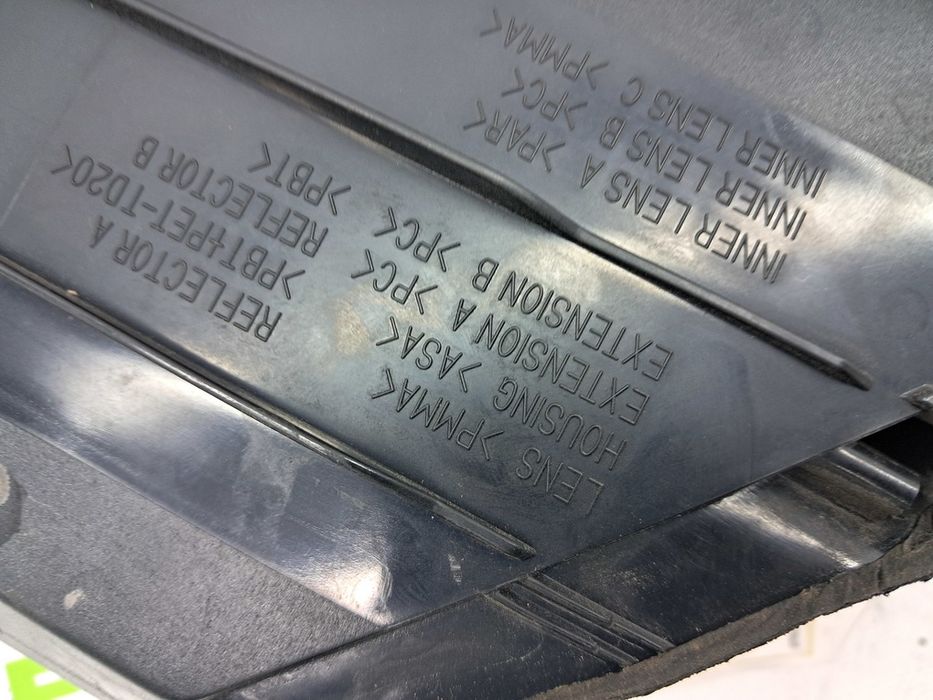 LENS >PMMA<
HOUSING >ASA<
EXTENSION A >PC<
EXTENSION B >PC<
REFLECTOR A
>PBT+PET-TD20<
REFLECTOR B
>PBT<
INNER LENS A >PAR<
INNER LENS B >PC<
INNER LENS C >PMMA<